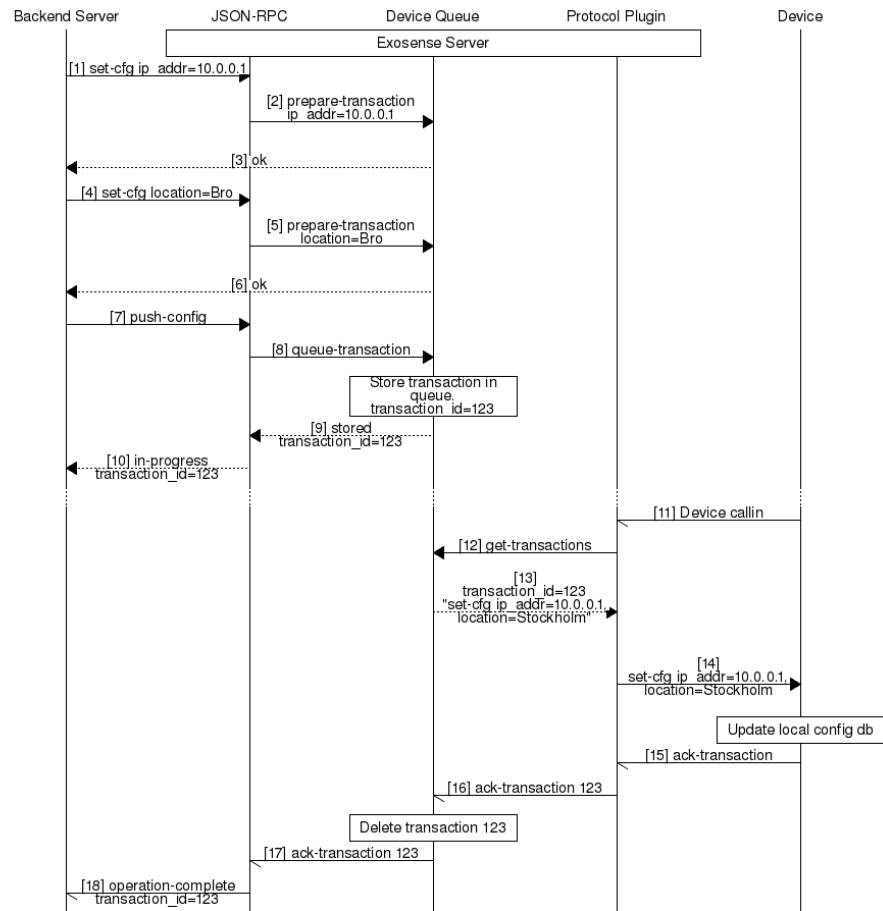 Backend Server JSON-RPC Device Queue Protocol Plugin Device
Exosense Server
[1] set-cfg ip_addr=10.0.0.1
[2] prepare-transaction
ip_addr=10.0.0.1
[3] ok
[4] set-cfg location=Bro
[5] prepare-transaction
location=Bro
[6] ok
[7] push-config
[8] queue-transaction
Store transaction in
queue.
transaction_id=123
[9] stored
transaction_id=123
[10] in-progress
transaction_id=123
[11] Device callin
[12] get-transactions
[13]
transaction_id=123
"set-cfg ip_addr=10.0.0.1,
location=Stockholm"
[14]
set-cfg ip_addr=10.0.0.1,
location=Stockholm
Update local config db
[15] ack-transaction
[16] ack-transaction 123
Delete transaction 123
[17] ack-transaction 123
[18] operation-complete
transaction_id=123